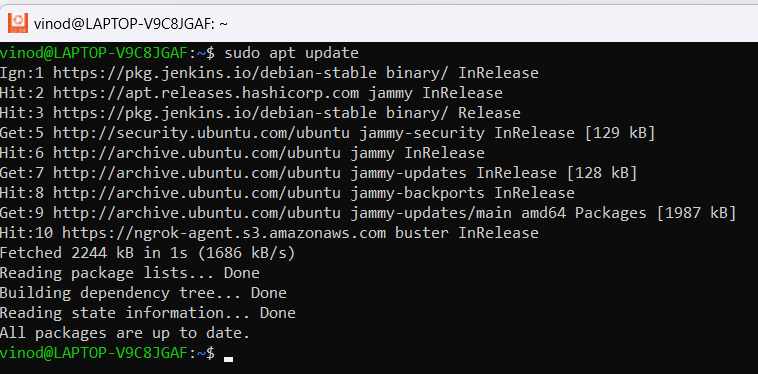 vinod@LAPTOP-V9C8JGAF: ~
vinod@LAPTOP-V9C8JGAF:~$ sudo apt update
Ign:1 https://pkg.jenkins.io/debian-stable binary/ InRelease
Hit:2 https://apt.releases.hashicorp.com jammy InRelease
Hit:3 https://pkg.jenkins.io/debian-stable binary/ Release
Get:5 http://security.ubuntu.com/ubuntu jammy-security InRelease [129 kB]
Hit:6 http://archive.ubuntu.com/ubuntu jammy InRelease
Get:7 http://archive.ubuntu.com/ubuntu jammy-updates InRelease [128 kB]
Hit:8 http://archive.ubuntu.com/ubuntu jammy-backports InRelease
Get:9 http://archive.ubuntu.com/ubuntu jammy-updates/main amd64 Packages [1987 kB]
Hit:10 https://ngrok-agent.s3.amazonaws.com buster InRelease
Fetched 2244 kB in 1s (1686 kB/s)
Reading package lists... Done
Building dependency tree... Done
Reading state information... Done
All packages are up to date.
vinod@LAPTOP-V9C8JGAF:~$